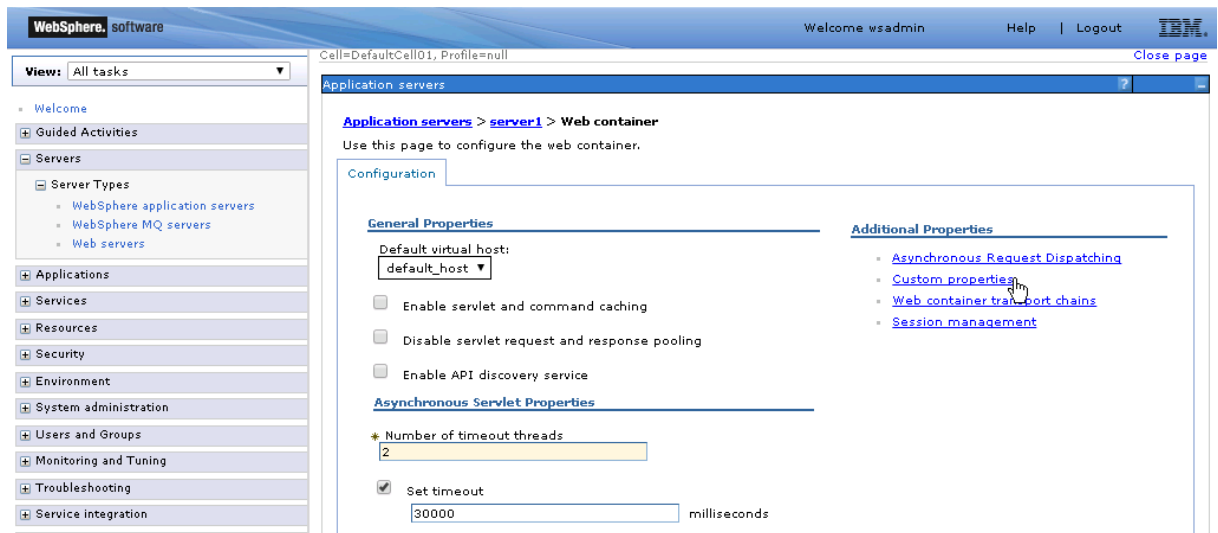 WebSphere. software
Welcome wsadmin
Help | Logout
IBM.
View: All tasks
Welcome
Guided Activities
Servers
Server Types
WebSphere application servers
WebSphere MQ servers
Web servers
Applications
Services
Resources
Security
Environment
System administration
Users and Groups
Monitoring and Tuning
Troubleshooting
Service integration
Cell=DefaultCell01, Profile=null
Close page
Application servers
?
Application servers > server1 > Web container
Use this page to configure the web container.
Configuration
General Properties
Default virtual host:
default_host
Enable servlet and command caching
Disable servlet request and response pooling
Enable API discovery service
Asynchronous Servlet Properties
* Number of timeout threads
2
Set timeout
30000 milliseconds
Additional Properties
Asynchronous Request Dispatching
Custom properties
Web container transport chains
Session management